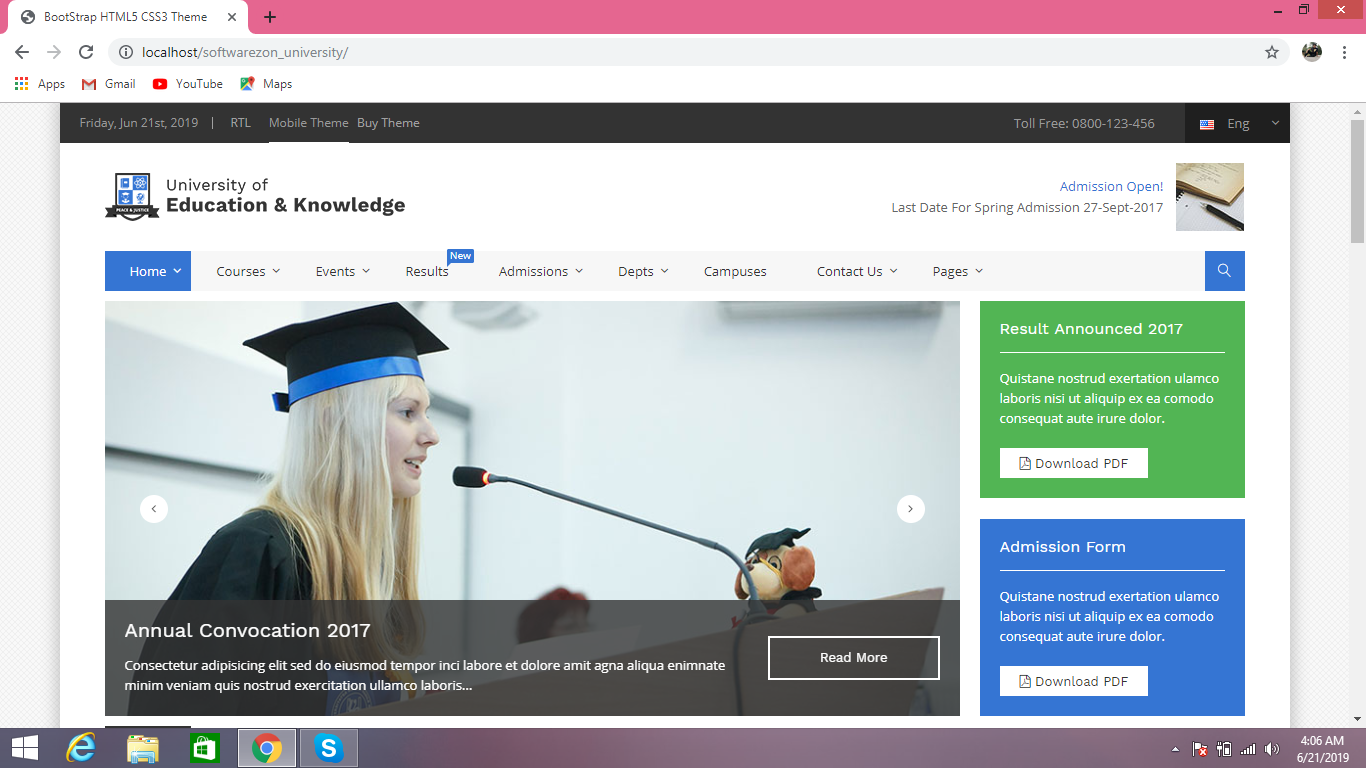 BootStrap HTML5 CSS3 Theme
localhost/softwarezon_university/
Apps Gmail YouTube Maps
Friday, Jun 21st, 2019 | RTL Mobile Theme Buy Theme Toll Free: 0800-123-456 Eng
University of
Education & Knowledge
PEACE & JUSTICE
Admission Open!
Last Date For Spring Admission 27-Sept-2017
New
Home Courses Events Results Admissions Depts Campuses Contact Us Pages
Result Announced 2017
Quistane nostrud exertation ulamco
laboris nisi ut aliquip ex ea comodo
consequat aute irure dolor.
Download PDF
Admission Form
Quistane nostrud exertation ulamco
laboris nisi ut aliquip ex ea comodo
consequat aute irure dolor.
Download PDF
Annual Convocation 2017
Consectetur adipisicing elit sed do eiusmod tempor inci labore et dolore amit agna aliqua enimnate
minim veniam quis nostrud exercitation ullamco laboris...
Read More
4:06 AM
6/21/2019